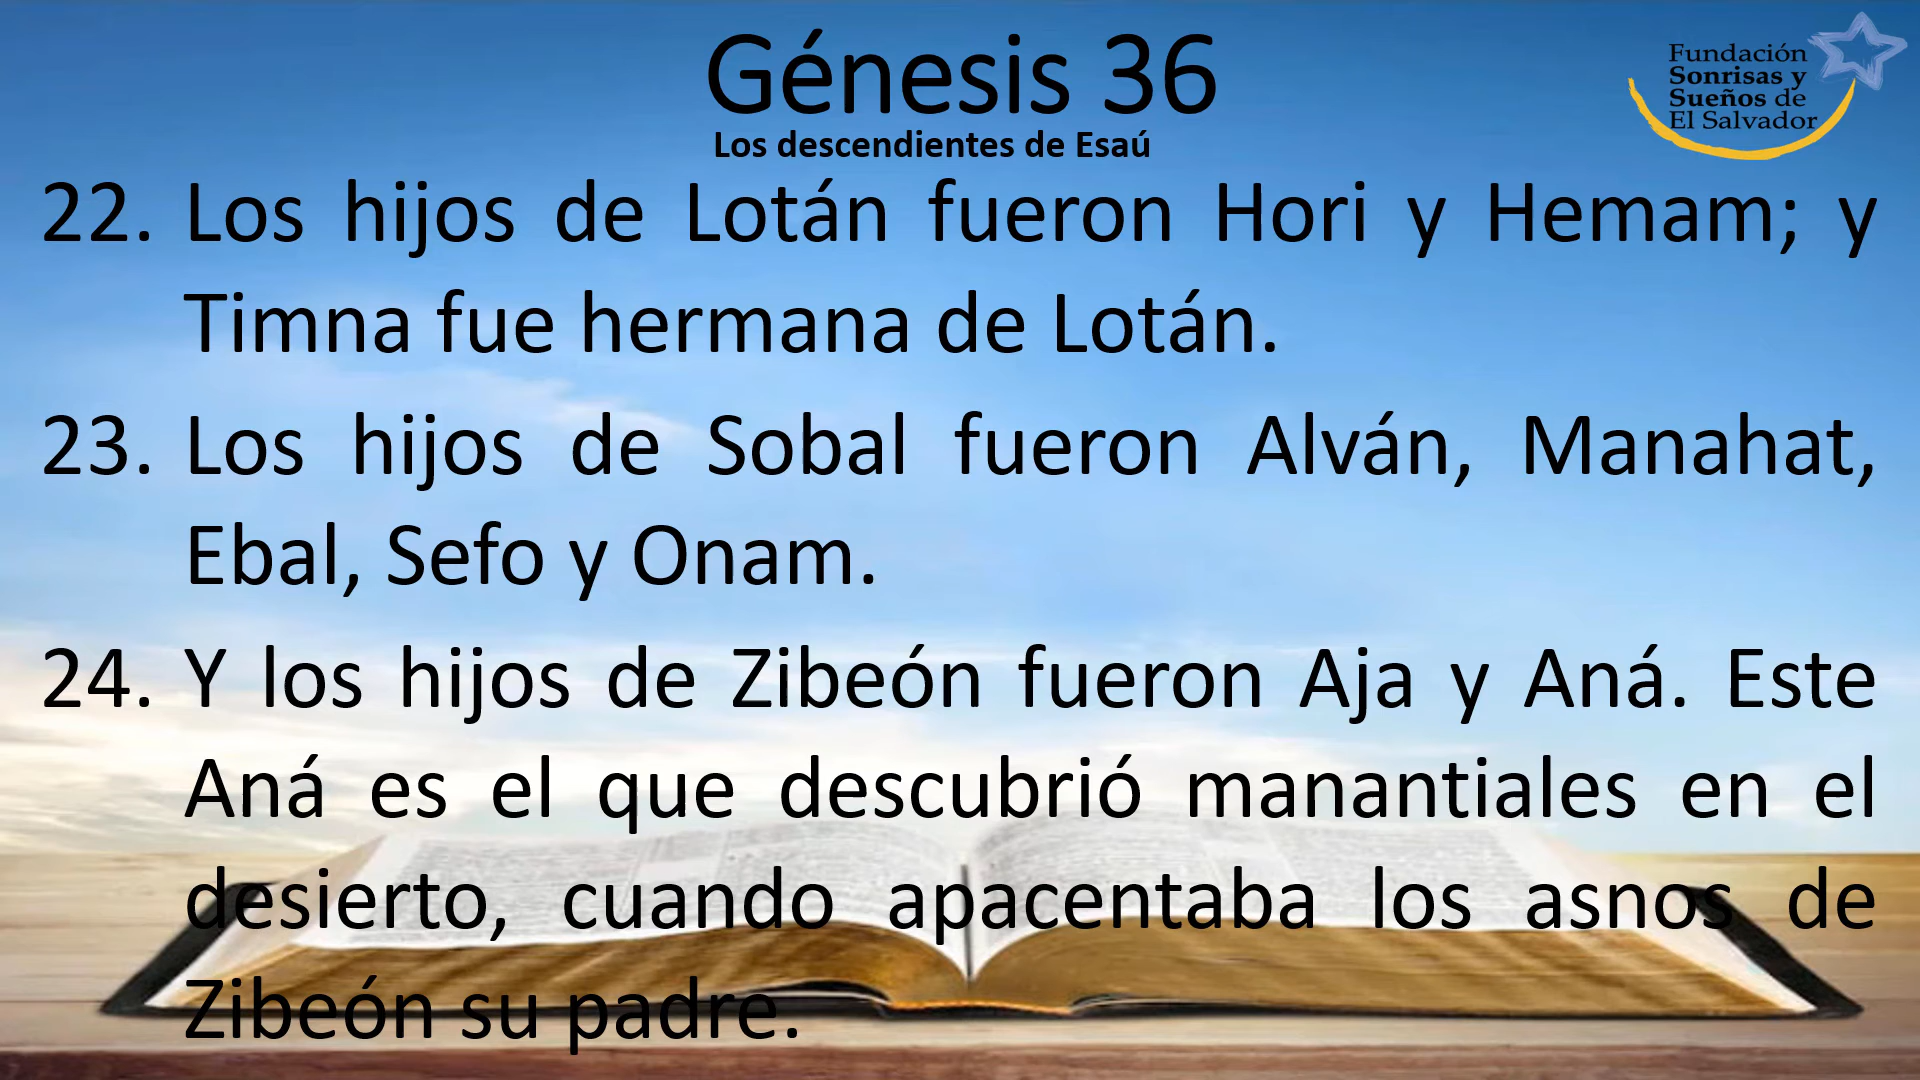 Génesis 36
Los descendientes de Esaú
Fundación
Sonrisas y
Sueños de
El Salvador
22. Los hijos de Lotán fueron Hori y Hemam; y
Timna fue hermana de Lotán.
23. Los hijos de Sobal fueron Alván, Manahat,
Ebal, Sefo y Onam.
24. Y los hijos de Zibeón fueron Aja y Aná. Este
Aná es el que descubrió manantiales en el
desierto, cuando apacentaba los asnos de
Zibeón su padre.